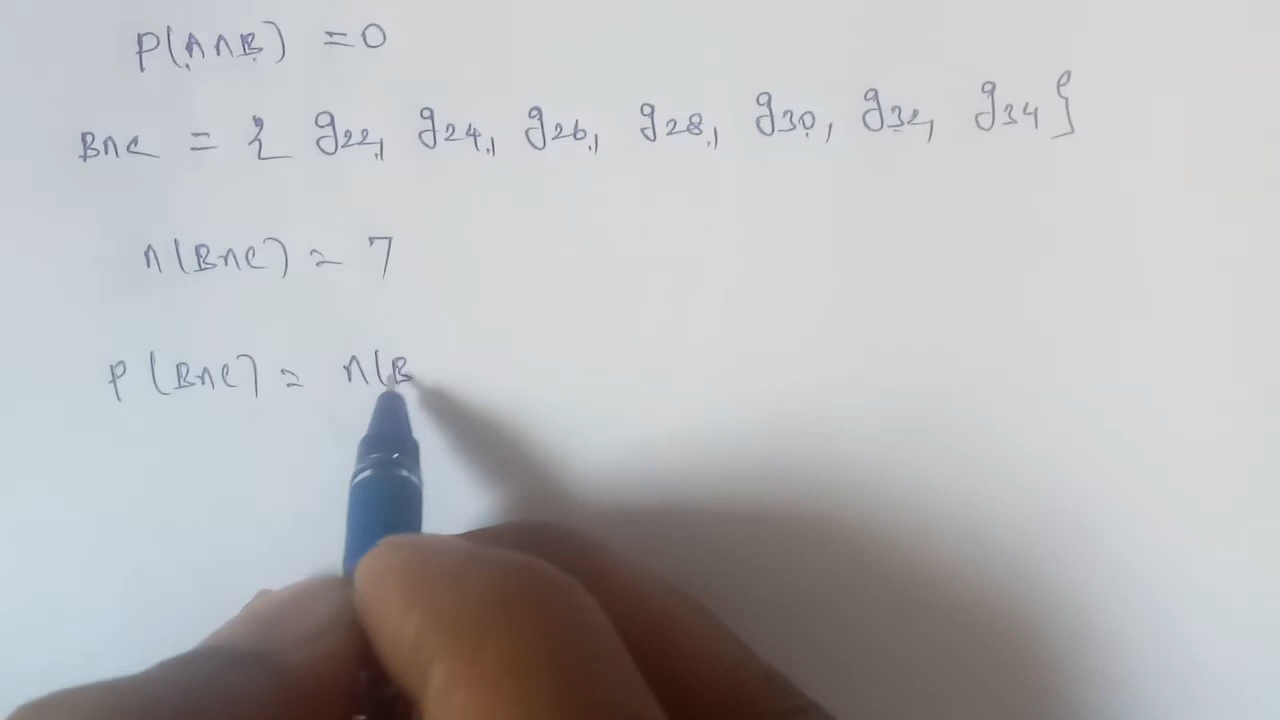 P(A∩B) = 0
B∩C = { g22, g24, g26, g28, g30, g32, g34 }
n(B∩C) = 7
P(B∩C) = n(B